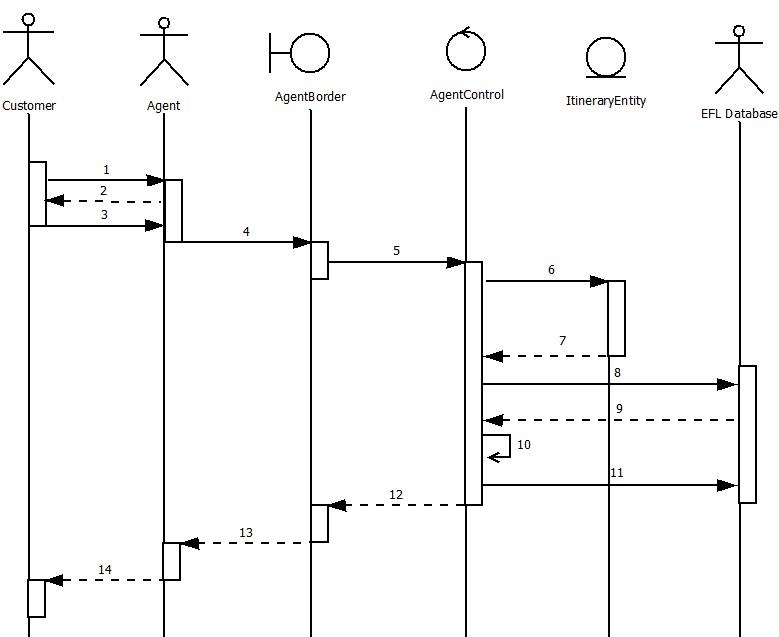 Customer
Agent
AgentBorder
AgentControl
ItineraryEntity
EFL Database
1
2
3
4
5
6
7
8
9
10
11
12
13
14